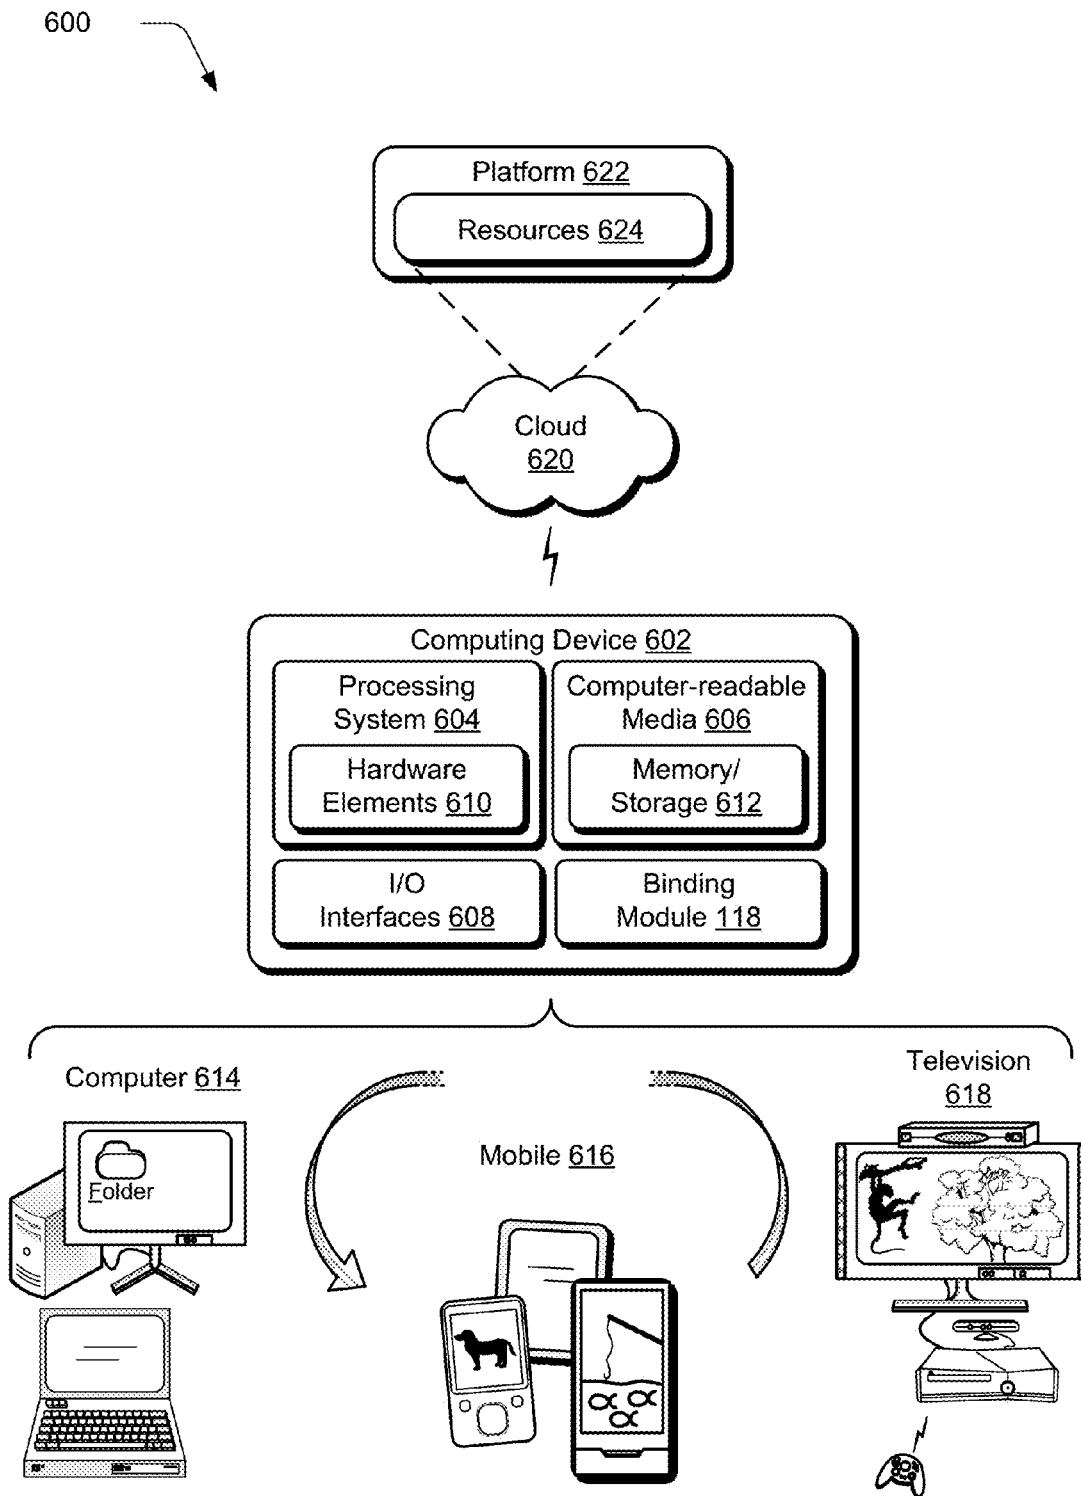 600
Platform 622
Resources 624
Cloud
620
Computing Device 602
Processing
System 604
Hardware
Elements 610
Computer-readable
Media 606
Memory/
Storage 612
I/O
Interfaces 608
Binding
Module 118
Computer 614
Folder
Mobile 616
Television
618